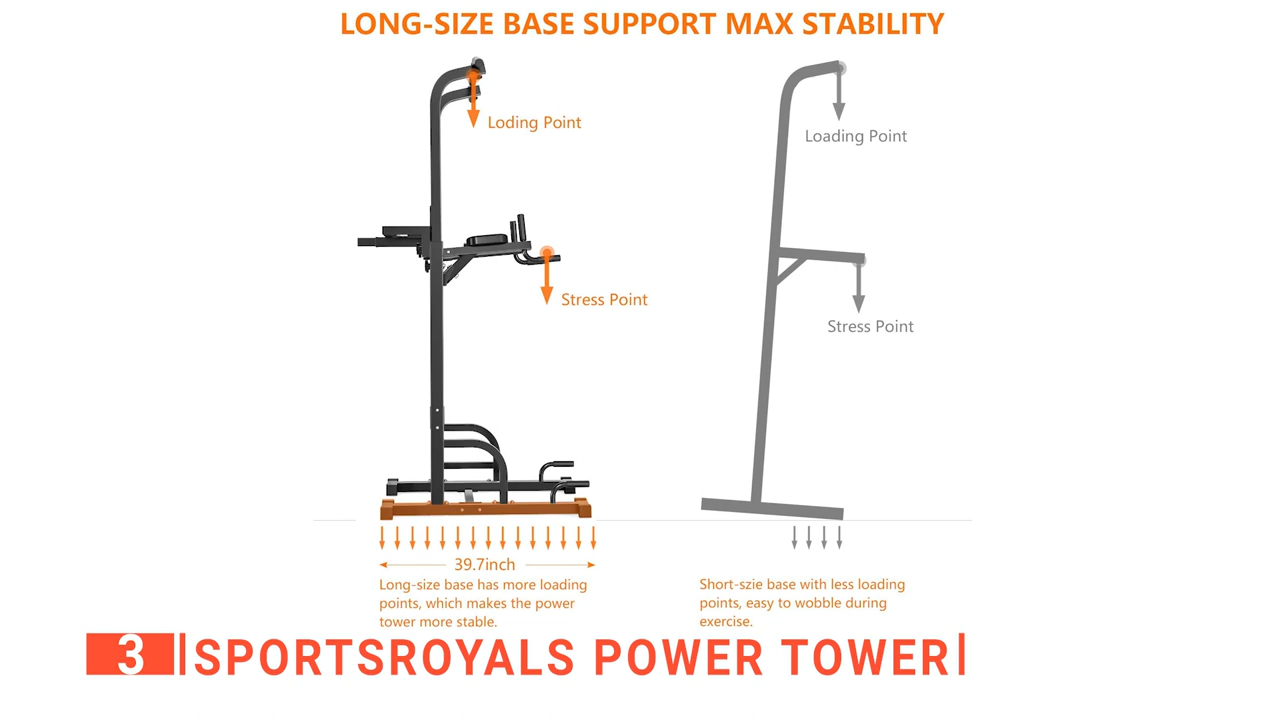 LONG-SIZE BASE SUPPORT MAX STABILITY
Loding Point
Stress Point
39.7inch
Long-size base has more loading
points, which makes the power
tower more stable.
Loading Point
Stress Point
Short-szie base with less loading
points, easy to wobble during
exercise.
3 SPORTSROYALS POWER TOWER